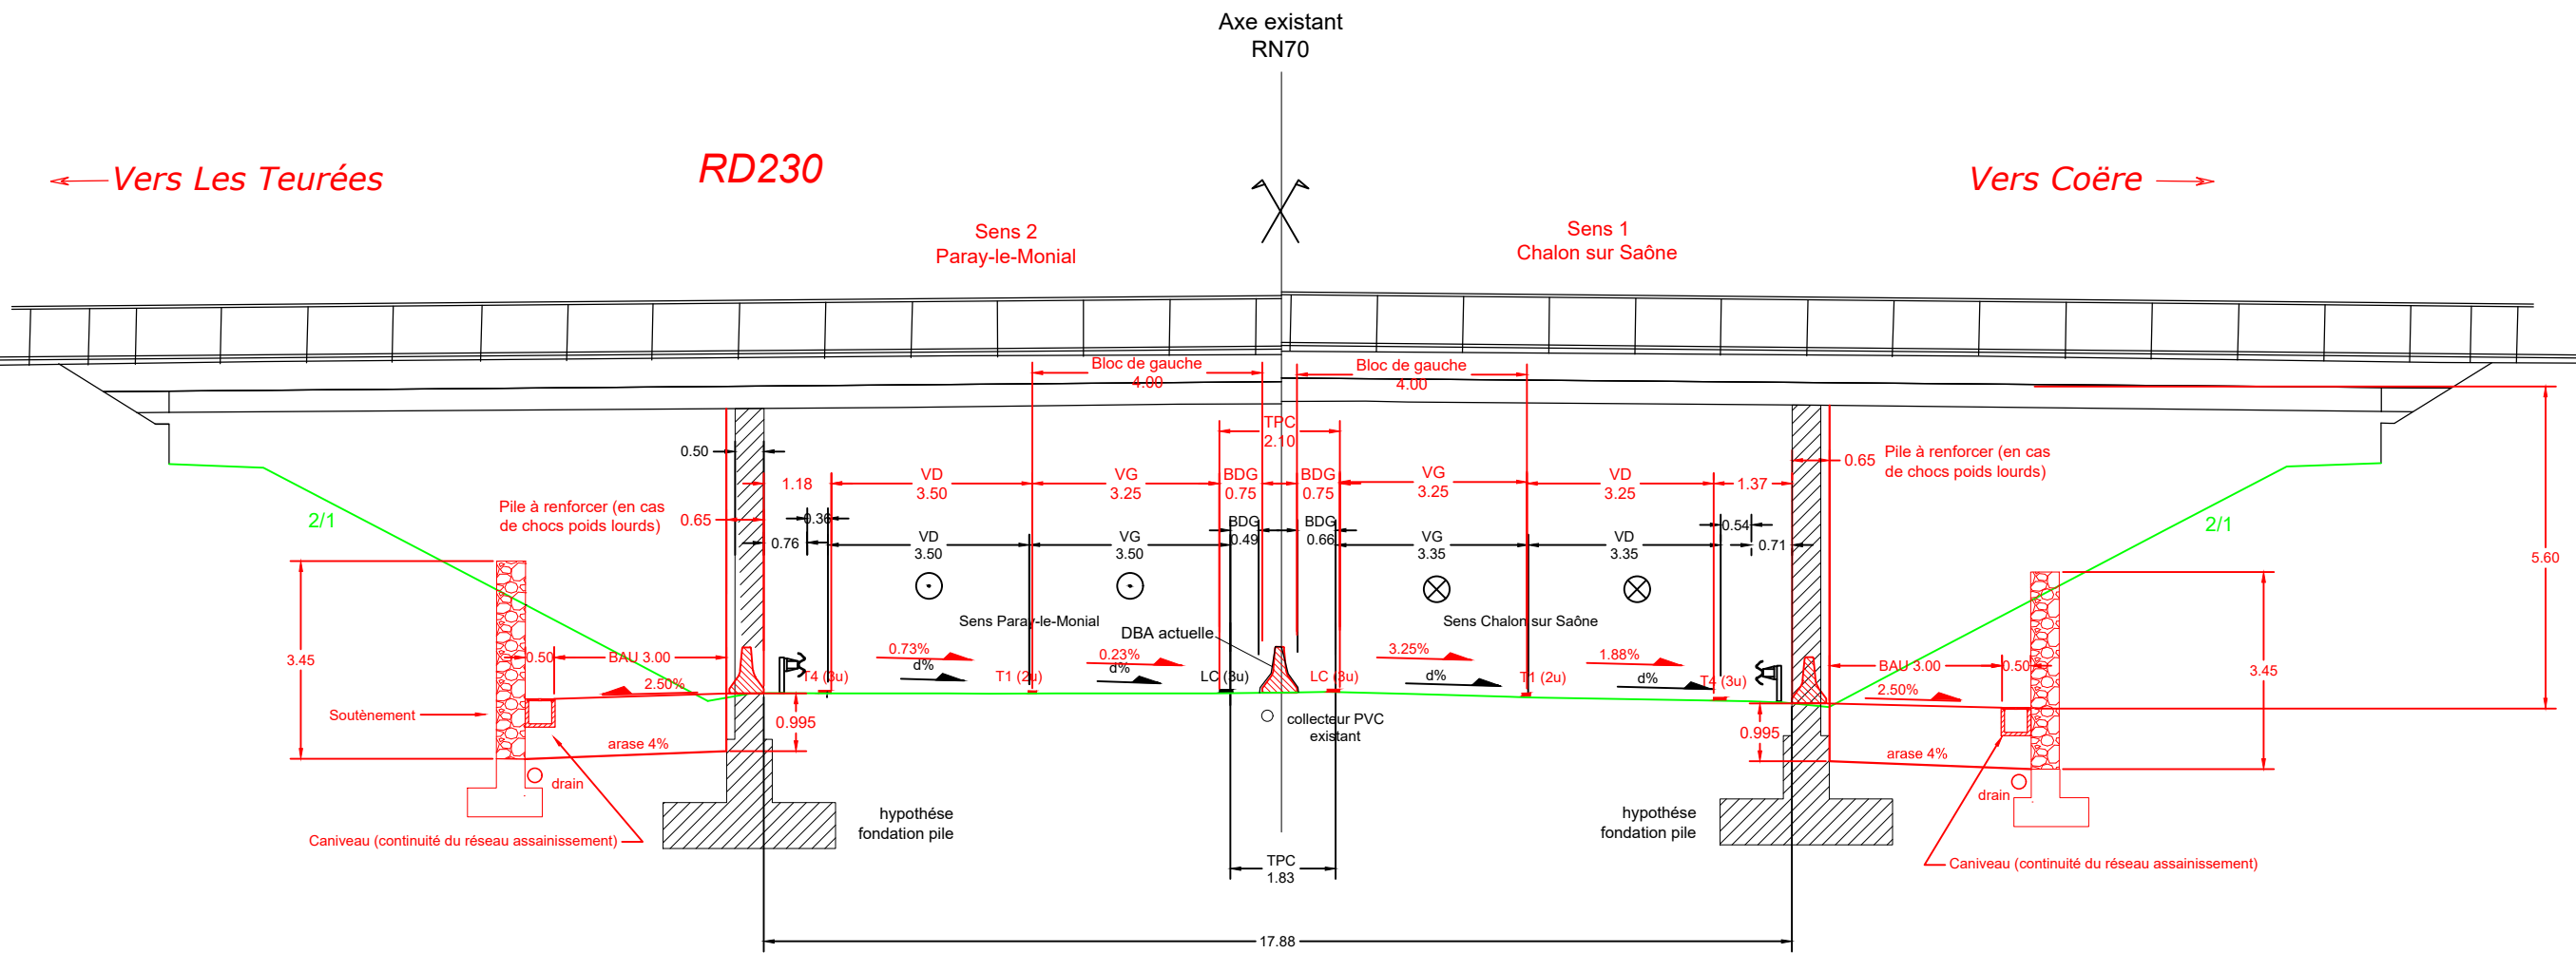 Axe existant
RN70
Vers Les Teurées
RD230
Vers Coëre
Sens 2
Paray-le-Monial
Sens 1
Chalon sur Saône
Bloc de gauche
4.00
Bloc de gauche
4.00
TPC
2.10
0.50
1.18
VD
3.50
VG
3.25
BDG
0.75
BDG
0.75
VG
3.25
VD
3.25
1.37
0.65
Pile à renforcer (en cas
de chocs poids lourds)
Pile à renforcer (en cas
de chocs poids lourds)
0.65
2/1
2/1
0.36
0.76
VD
3.50
VG
3.50
BDG
0.49
BDG
0.66
VG
3.35
VD
3.35
0.54
0.71
5.60
Sens Paray-le-Monial
DBA actuelle
Sens Chalon sur Saône
3.45
0.50
BAU 3.00
2.50%
0.73%
d%
0.23%
d%
3.25%
d%
1.88%
d%
BAU 3.00
0.50
2.50%
3.45
T4 (3u)
T1 (2u)
LC (3u)
LC (3u)
T1 (2u)
T4 (3u)
Soutènement
0.995
collecteur PVC
existant
0.995
arase 4%
arase 4%
drain
drain
hypothése
fondation pile
hypothése
fondation pile
Caniveau (continuité du réseau assainissement)
Caniveau (continuité du réseau assainissement)
TPC
1.83
17.88